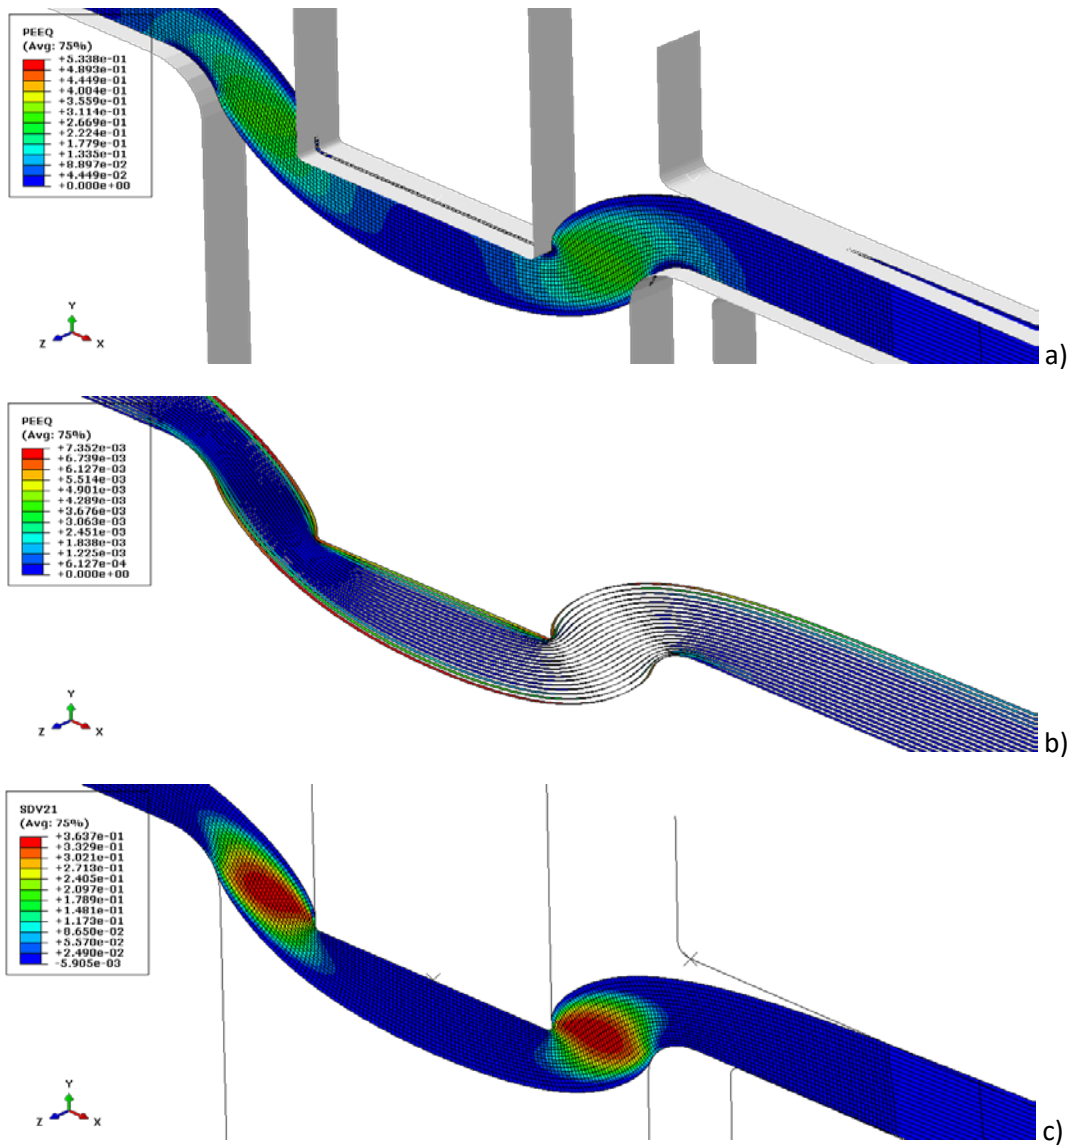 PEEQ
(Avg: 75%)
+5.338e-01
+4.893e-01
+4.449e-01
+4.004e-01
+3.559e-01
+3.114e-01
+2.669e-01
+2.224e-01
+1.779e-01
+1.335e-01
+8.897e-02
+4.449e-02
+0.000e+00
Y
Z
X
a)
PEEQ
(Avg: 75%)
+7.352e-03
+6.739e-03
+6.127e-03
+5.514e-03
+4.901e-03
+4.289e-03
+3.676e-03
+3.063e-03
+2.451e-03
+1.838e-03
+1.225e-03
+6.127e-04
+0.000e+00
Y
Z
X
b)
SDV21
(Avg: 75%)
+3.637e-01
+3.329e-01
+3.021e-01
+2.713e-01
+2.405e-01
+2.097e-01
+1.789e-01
+1.481e-01
+1.173e-01
+8.650e-02
+5.570e-02
+2.490e-02
-5.905e-03
Y
Z
X
c)